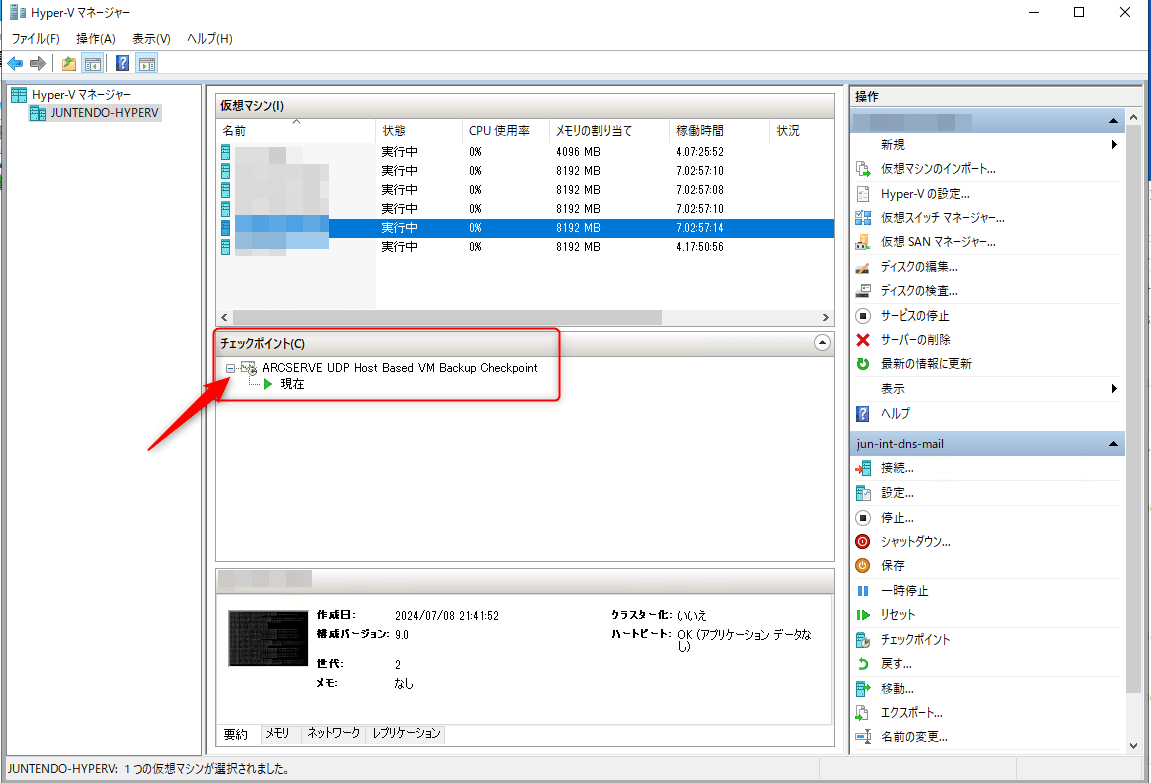 Hyper-V マネージャー
ファイル(F) 操作(A) 表示(V) ヘルプ(H)
Hyper-V マネージャー
JUNTENDO-HYPERV
仮想マシン(I)
名前 状態 CPU 使用率 メモリの割り当て 稼働時間 状況
実行中 0% 4096 MB 4.07:25:52
実行中 0% 8192 MB 7.02:57:10
実行中 0% 8192 MB 7.02:57:08
実行中 0% 8192 MB 7.02:57:10
実行中 0% 8192 MB 7.02:57:14
実行中 0% 8192 MB 4.17:50:56
チェックポイント(C)
ARCSERVE UDP Host Based VM Backup Checkpoint
現在
作成日: 2024/07/08 21:41:52 クラスター化: いいえ
構成バージョン: 9.0 ハートビート: OK (アプリケーション データな
し)
世代: 2
メモ: なし
要約 メモリ ネットワーク レプリケーション
操作
新規
仮想マシンのインポート...
Hyper-V の設定...
仮想スイッチ マネージャー...
仮想 SAN マネージャー...
ディスクの編集...
ディスクの検査...
サービスの停止
サーバーの削除
最新の情報に更新
表示
ヘルプ
jun-int-dns-mail
接続...
設定...
停止...
シャットダウン...
保存
一時停止
リセット
チェックポイント
戻す...
移動...
エクスポート...
名前の変更...
JUNTENDO-HYPERV: 1 つの仮想マシンが選択されました。